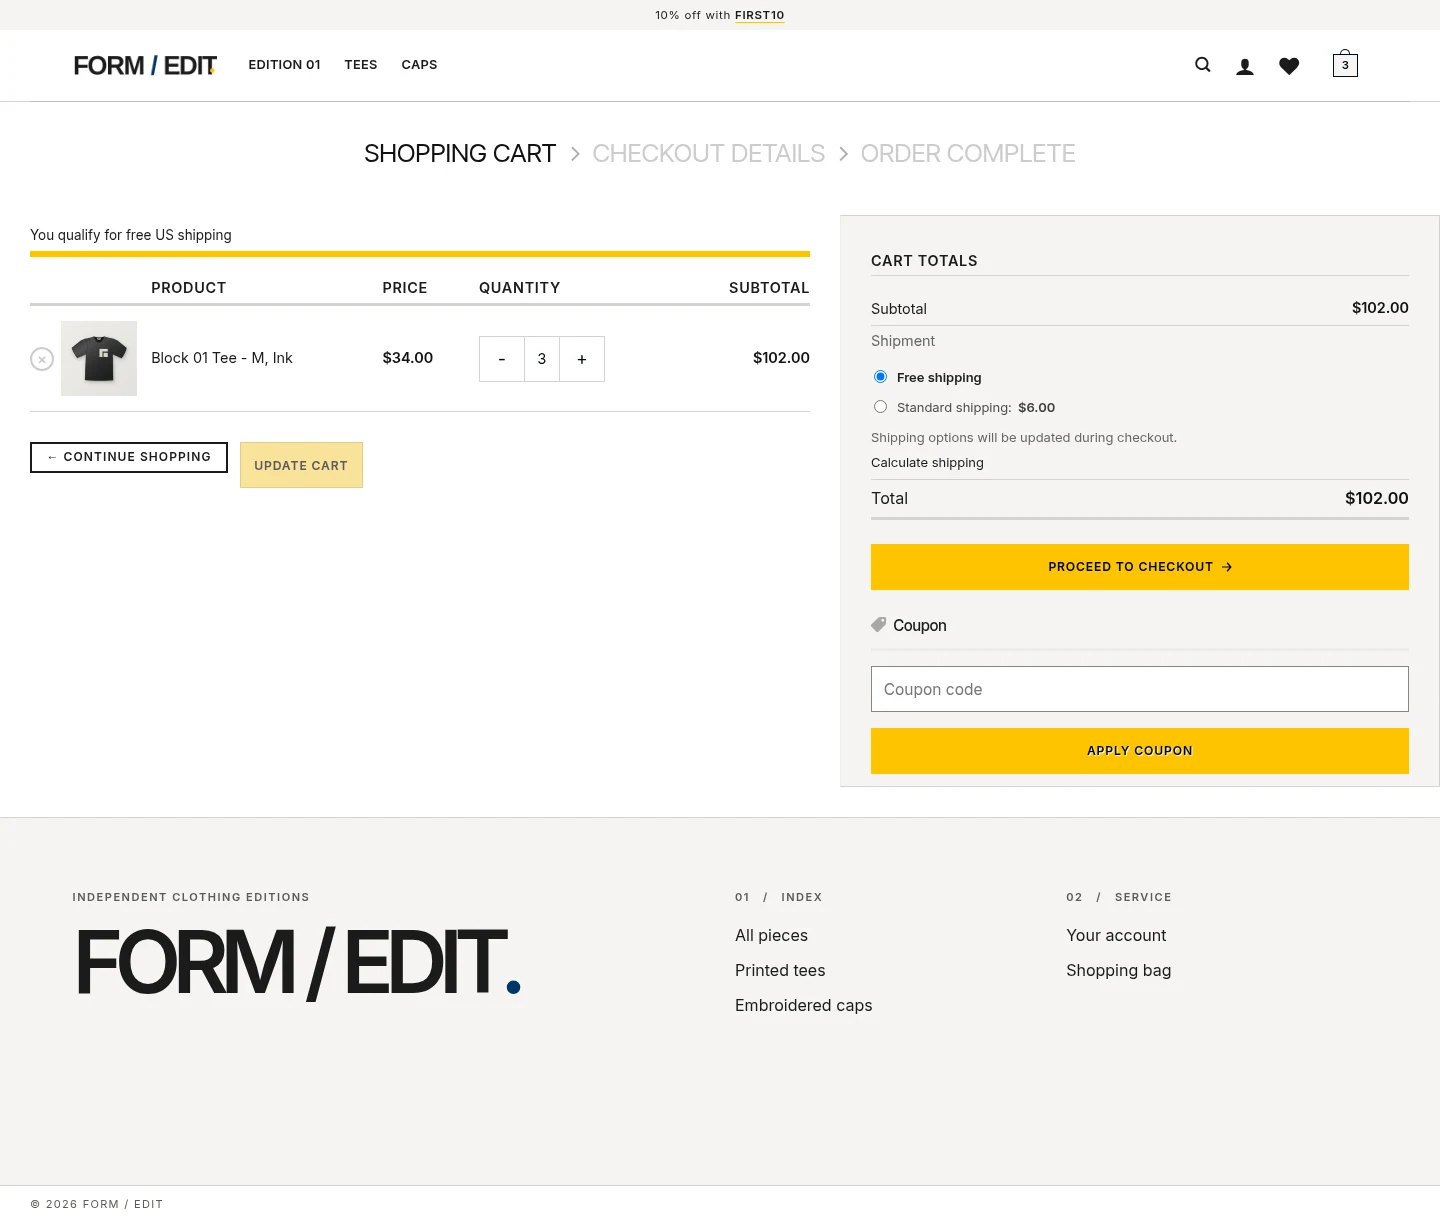 10% off with FIRST10
FORM / EDIT.
EDITION 01
TEES
CAPS
3
SHOPPING CART
CHECKOUT DETAILS
ORDER COMPLETE
You qualify for free US shipping
PRODUCT
PRICE
QUANTITY
SUBTOTAL
×
Block 01 Tee - M, Ink
$34.00
- 3 +
$102.00
← CONTINUE SHOPPING
UPDATE CART
CART TOTALS
Subtotal $102.00
Shipment
Free shipping
Standard shipping: $6.00
Shipping options will be updated during checkout.
Calculate shipping
Total $102.00
PROCEED TO CHECKOUT →
Coupon
Coupon code
APPLY COUPON
INDEPENDENT CLOTHING EDITIONS
FORM / EDIT.
01 / INDEX
All pieces
Printed tees
Embroidered caps
02 / SERVICE
Your account
Shopping bag
© 2026 FORM / EDIT